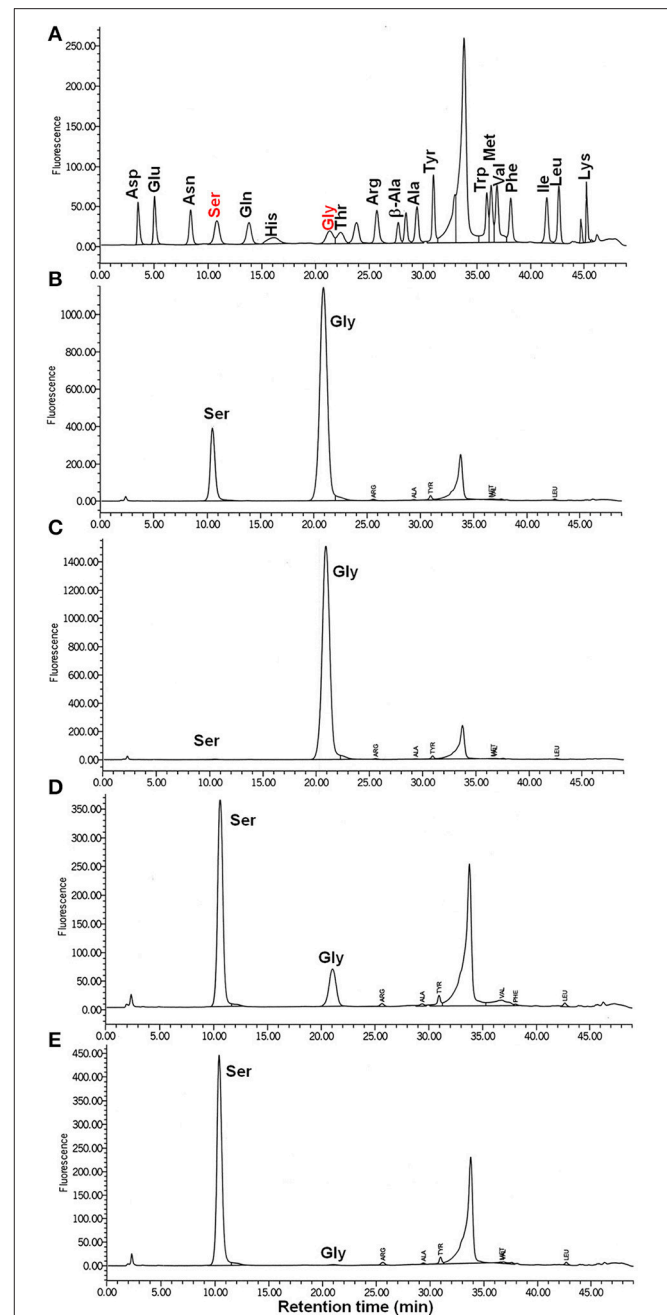 A
Fluorescence
250.00
200.00
150.00
100.00
50.00
0.00
Asp
Glu
Asn
Ser
Gln
His
Gly
Thr
Arg
β-Ala
Ala
Tyr
Trp
Met
Val
Phe
Ile
Leu
Lys
0.00 5.00 10.00 15.00 20.00 25.00 30.00 35.00 40.00 45.00
B
Fluorescence
1000.00
800.00
600.00
400.00
200.00
0.00
Ser
Gly
ARG
ALA
TYR
MET
VAL
LEU
0.00 5.00 10.00 15.00 20.00 25.00 30.00 35.00 40.00 45.00
C
Fluorescence
1400.00
1200.00
1000.00
800.00
600.00
400.00
200.00
0.00
Ser
Gly
ARG
ALA
TYR
MET
VAL
LEU
0.00 5.00 10.00 15.00 20.00 25.00 30.00 35.00 40.00 45.00
D
Fluorescence
350.00
300.00
250.00
200.00
150.00
100.00
50.00
0.00
Ser
Gly
ARG
ALA
TYR
VAL
PHE
LEU
0.00 5.00 10.00 15.00 20.00 25.00 30.00 35.00 40.00 45.00
E
Fluorescence
450.00
400.00
350.00
300.00
250.00
200.00
150.00
100.00
50.00
0.00
Ser
Gly
ARG
ALA
TYR
MET
VAL
LEU
0.00 5.00 10.00 15.00 20.00 25.00 30.00 35.00 40.00 45.00
Retention time (min)